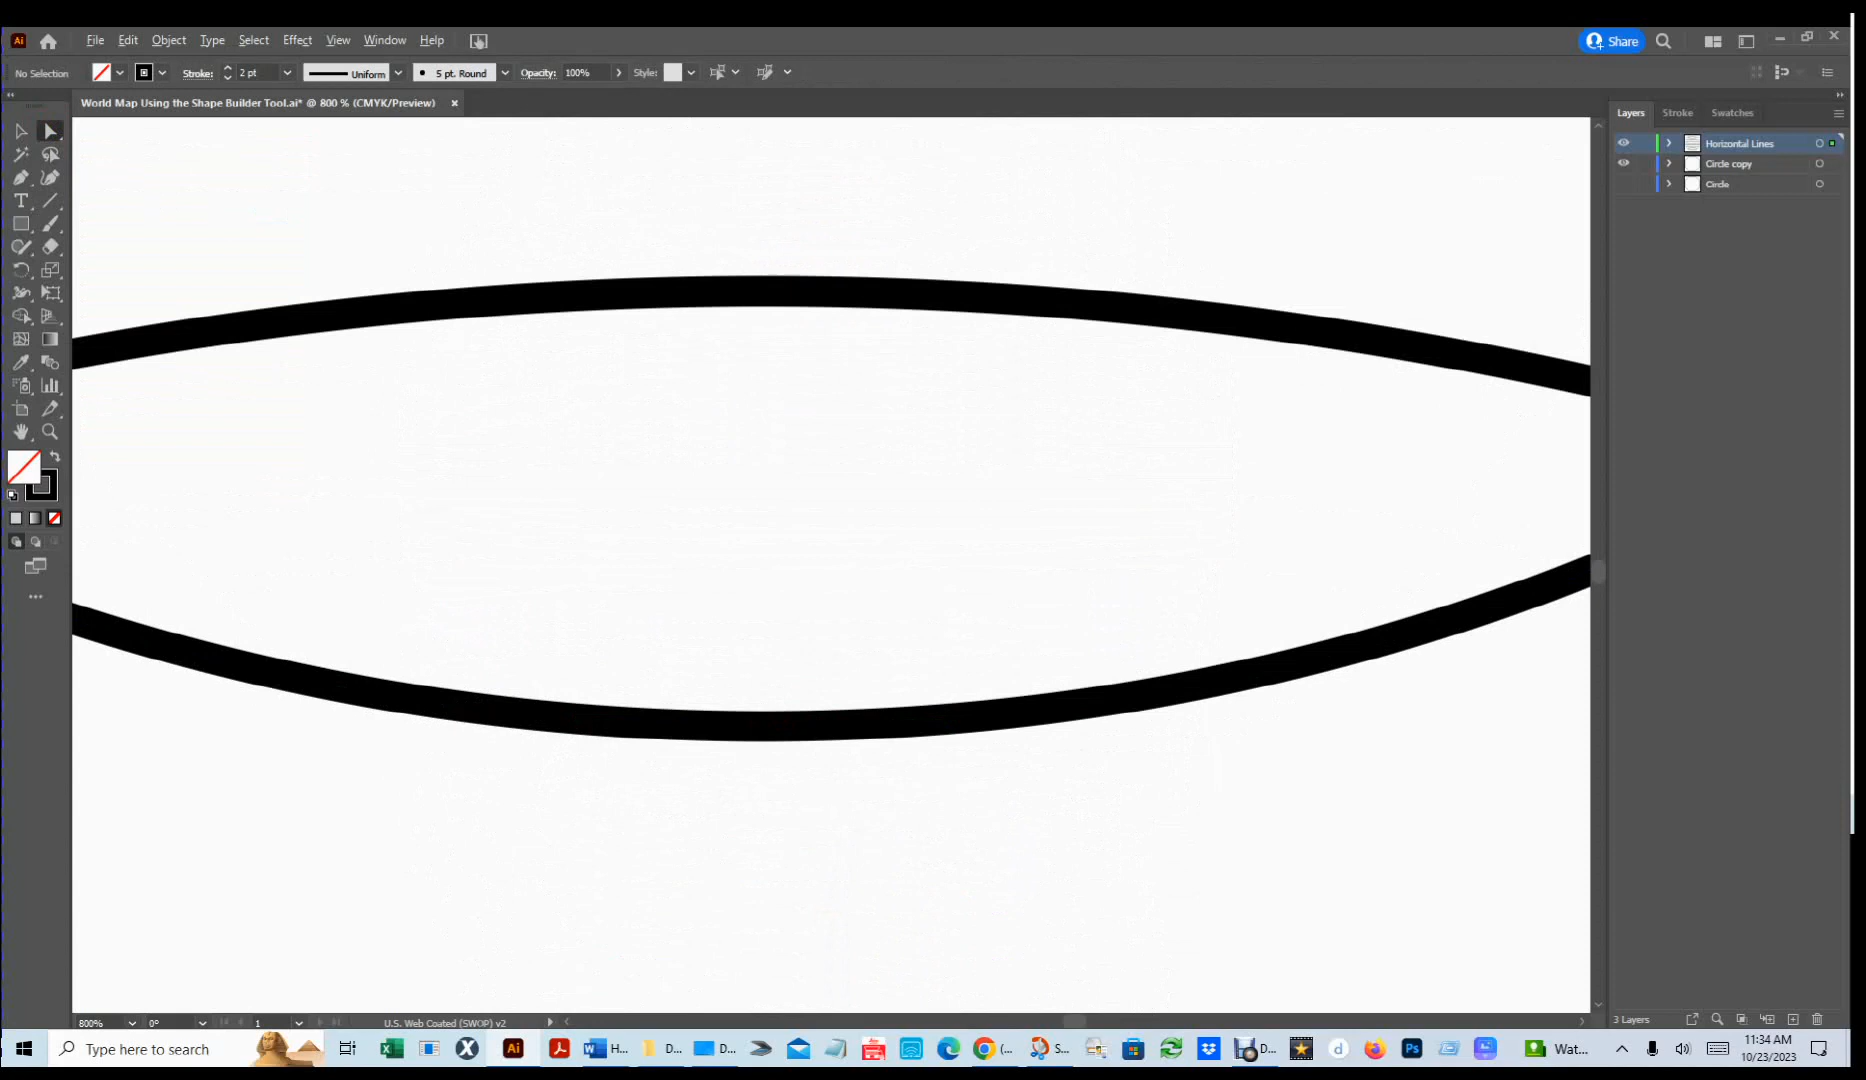 Ai File Edit Object Type Select Effect View Window Help Share
No Selection Stroke: 2 pt Uniform 5 pt. Round Opacity: 100% Style:
World Map Using the Shape Builder Tool.ai* @ 800 % (CMYK/Preview) ×
Layers Stroke Swatches
Horizontal Lines
Circle copy
Circle
800% 0° 1 U.S. Web Coated (SWOP) v2
3 Layers
Type here to search Ai H... D... D... (... S... D... Ps Wat... 11:34 AM
10/23/2023